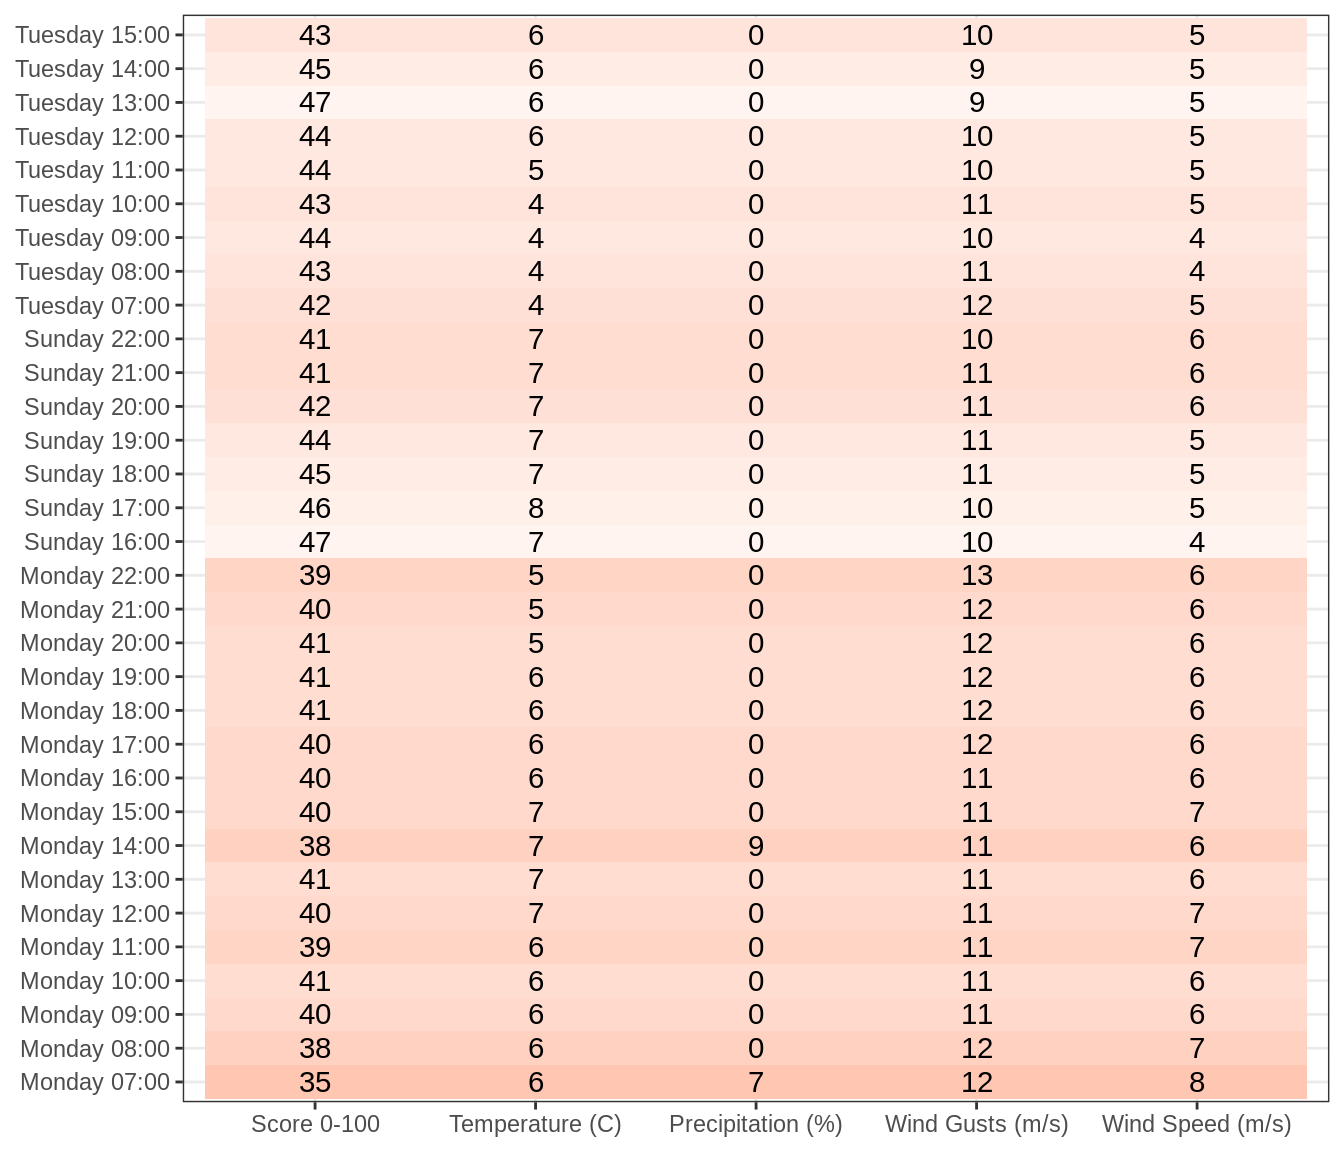 Tuesday 15:00 43 6 0 10 5
Tuesday 14:00 45 6 0 9 5
Tuesday 13:00 47 6 0 9 5
Tuesday 12:00 44 6 0 10 5
Tuesday 11:00 44 5 0 10 5
Tuesday 10:00 43 4 0 11 5
Tuesday 09:00 44 4 0 10 4
Tuesday 08:00 43 4 0 11 4
Tuesday 07:00 42 4 0 12 5
Sunday 22:00 41 7 0 10 6
Sunday 21:00 41 7 0 11 6
Sunday 20:00 42 7 0 11 6
Sunday 19:00 44 7 0 11 5
Sunday 18:00 45 7 0 11 5
Sunday 17:00 46 8 0 10 5
Sunday 16:00 47 7 0 10 4
Monday 22:00 39 5 0 13 6
Monday 21:00 40 5 0 12 6
Monday 20:00 41 5 0 12 6
Monday 19:00 41 6 0 12 6
Monday 18:00 41 6 0 12 6
Monday 17:00 40 6 0 12 6
Monday 16:00 40 6 0 11 6
Monday 15:00 40 7 0 11 7
Monday 14:00 38 7 9 11 6
Monday 13:00 41 7 0 11 6
Monday 12:00 40 7 0 11 7
Monday 11:00 39 6 0 11 7
Monday 10:00 41 6 0 11 6
Monday 09:00 40 6 0 11 6
Monday 08:00 38 6 0 12 7
Monday 07:00 35 6 7 12 8
Score 0-100 Temperature (C) Precipitation (%) Wind Gusts (m/s) Wind Speed (m/s)